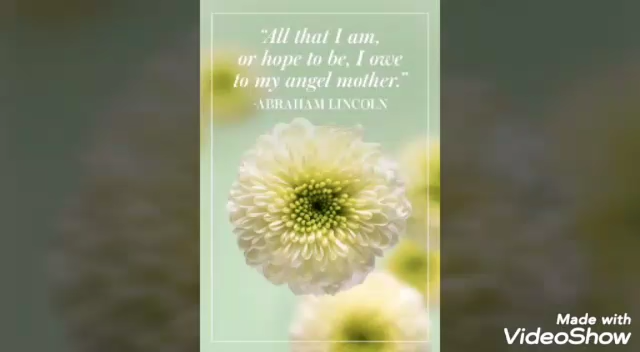 “All that I am,
or hope to be, I owe
to my angel mother.”
-ABRAHAM LINCOLN
Made with
VideoShow